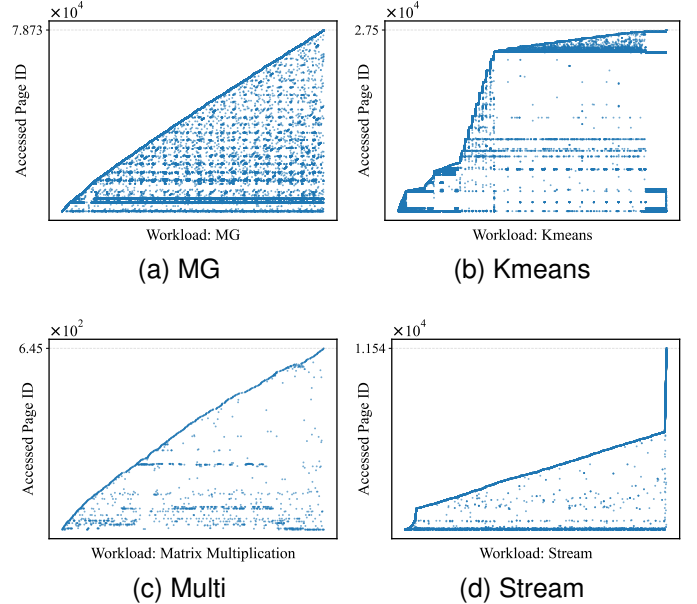 ×10⁴
7.873
Accessed Page ID
Workload: MG
(a) MG
×10⁴
2.75
Accessed Page ID
Workload: Kmeans
(b) Kmeans
×10²
6.45
Accessed Page ID
Workload: Matrix Multiplication
(c) Multi
×10⁴
1.154
Accessed Page ID
Workload: Stream
(d) Stream